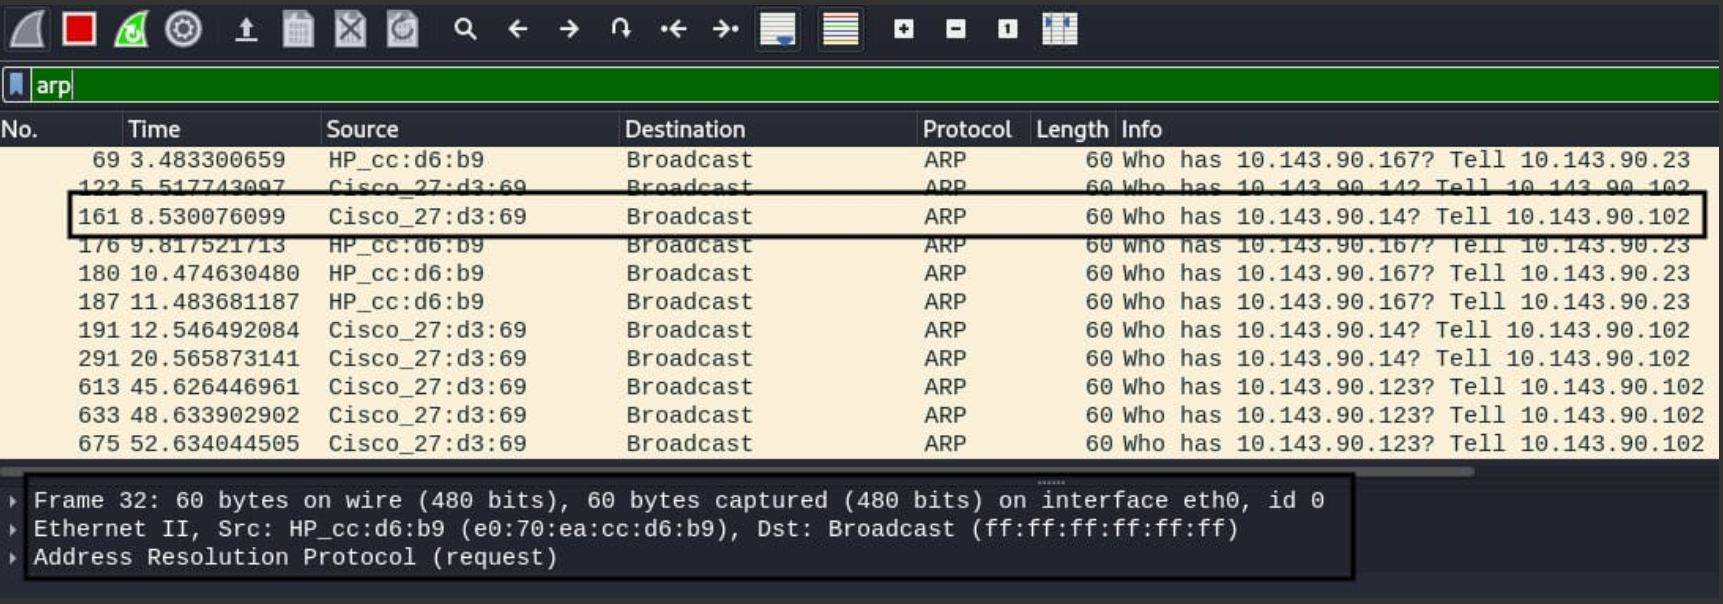 1
arp
No. Time Source Destination Protocol Length Info
69 3.483300659 HP_cc:d6:b9 Broadcast ARP 60 Who has 10.143.90.167? Tell 10.143.90.23
122 5.517743097 Cisco_27:d3:69 Broadcast ARP 60 Who has 10.143.90.14? Tell 10.143.90.102
161 8.530076099 Cisco_27:d3:69 Broadcast ARP 60 Who has 10.143.90.14? Tell 10.143.90.102
176 9.817521713 HP_cc:d6:b9 Broadcast ARP 60 Who has 10.143.90.167? Tell 10.143.90.23
180 10.474630480 HP_cc:d6:b9 Broadcast ARP 60 Who has 10.143.90.167? Tell 10.143.90.23
187 11.483681187 HP_cc:d6:b9 Broadcast ARP 60 Who has 10.143.90.167? Tell 10.143.90.23
191 12.546492084 Cisco_27:d3:69 Broadcast ARP 60 Who has 10.143.90.14? Tell 10.143.90.102
291 20.565873141 Cisco_27:d3:69 Broadcast ARP 60 Who has 10.143.90.14? Tell 10.143.90.102
613 45.626446961 Cisco_27:d3:69 Broadcast ARP 60 Who has 10.143.90.123? Tell 10.143.90.102
633 48.633902902 Cisco_27:d3:69 Broadcast ARP 60 Who has 10.143.90.123? Tell 10.143.90.102
675 52.634044505 Cisco_27:d3:69 Broadcast ARP 60 Who has 10.143.90.123? Tell 10.143.90.102
Frame 32: 60 bytes on wire (480 bits), 60 bytes captured (480 bits) on interface eth0, id 0
Ethernet II, Src: HP_cc:d6:b9 (e0:70:ea:cc:d6:b9), Dst: Broadcast (ff:ff:ff:ff:ff:ff)
Address Resolution Protocol (request)